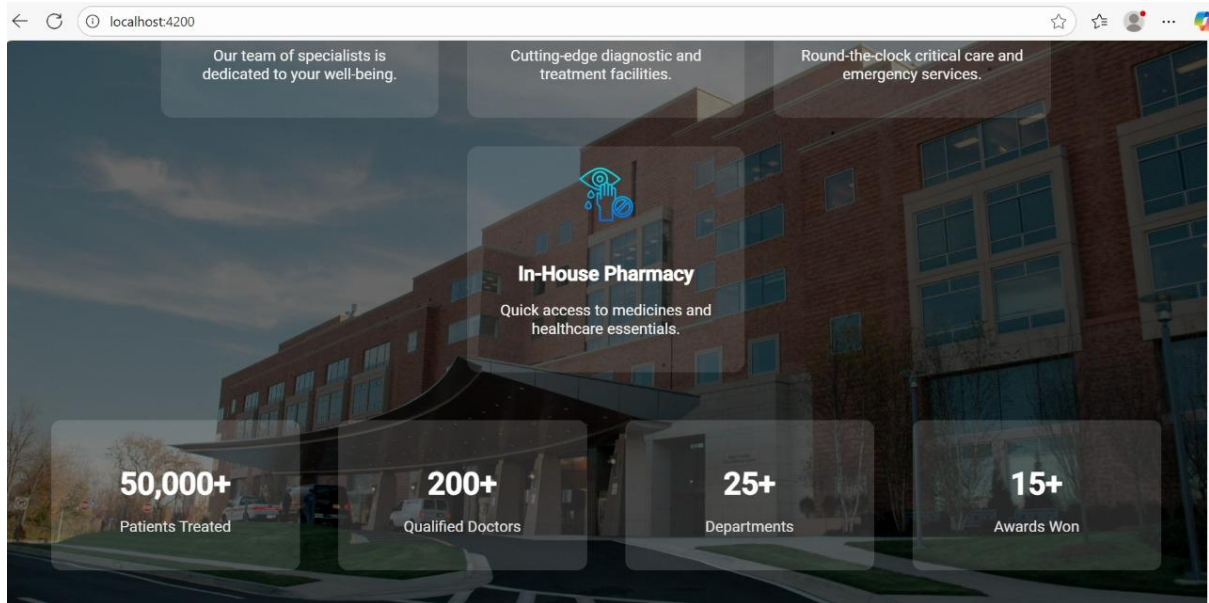 localhost:4200
Our team of specialists is
dedicated to your well-being.
Cutting-edge diagnostic and
treatment facilities.
Round-the-clock critical care and
emergency services.
In-House Pharmacy
Quick access to medicines and
healthcare essentials.
50,000+
Patients Treated
200+
Qualified Doctors
25+
Departments
15+
Awards Won